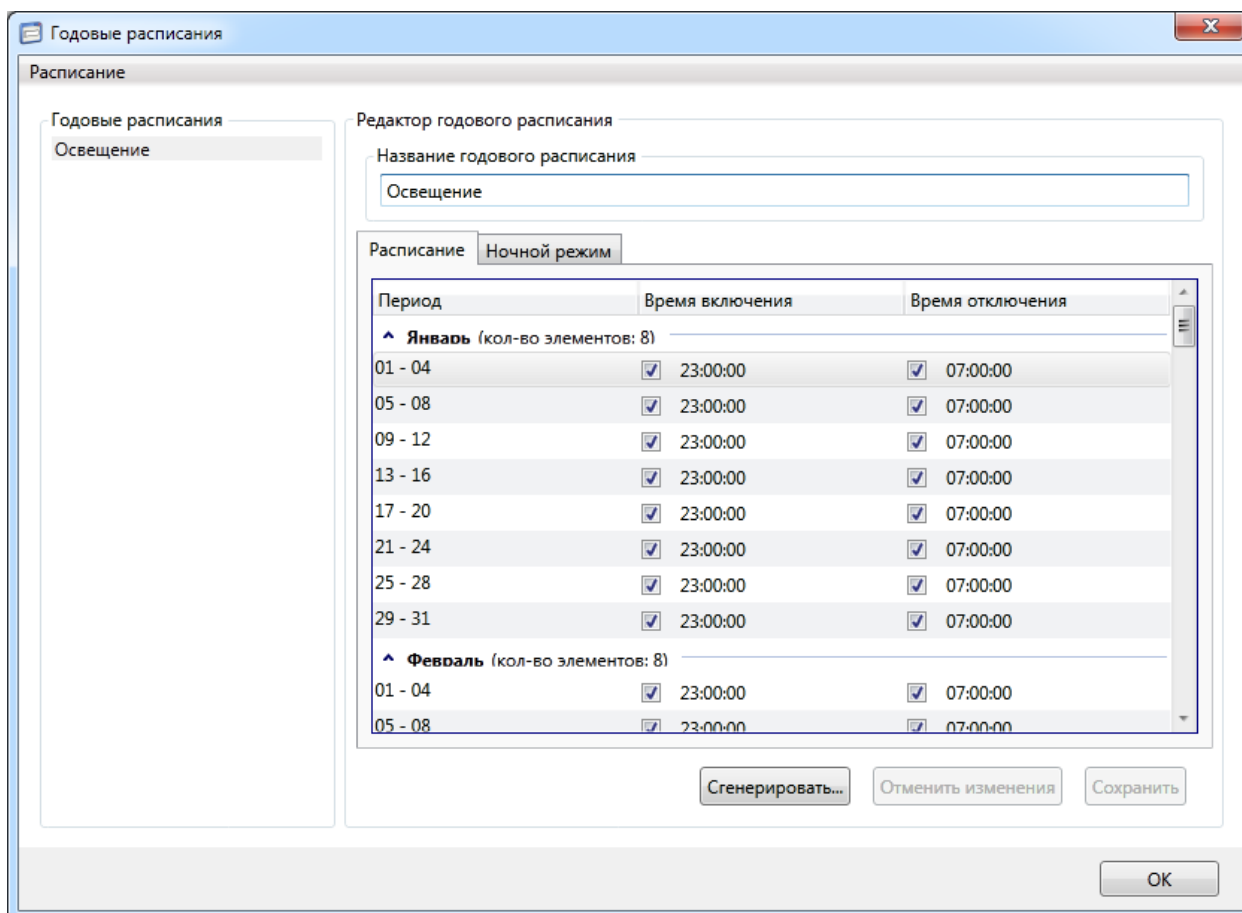 Годовые расписания
Расписание
Годовые расписания
Освещение
Редактор годового расписания
Название годового расписания
Освещение
Расписание Ночной режим
Период Время включения Время отключения
Январь (кол-во элементов: 8)
01 - 04 23:00:00 07:00:00
05 - 08 23:00:00 07:00:00
09 - 12 23:00:00 07:00:00
13 - 16 23:00:00 07:00:00
17 - 20 23:00:00 07:00:00
21 - 24 23:00:00 07:00:00
25 - 28 23:00:00 07:00:00
29 - 31 23:00:00 07:00:00
Февраль (кол-во элементов: 8)
01 - 04 23:00:00 07:00:00
05 - 08 23:00:00 07:00:00
Сгенерировать... Отменить изменения Сохранить
OK